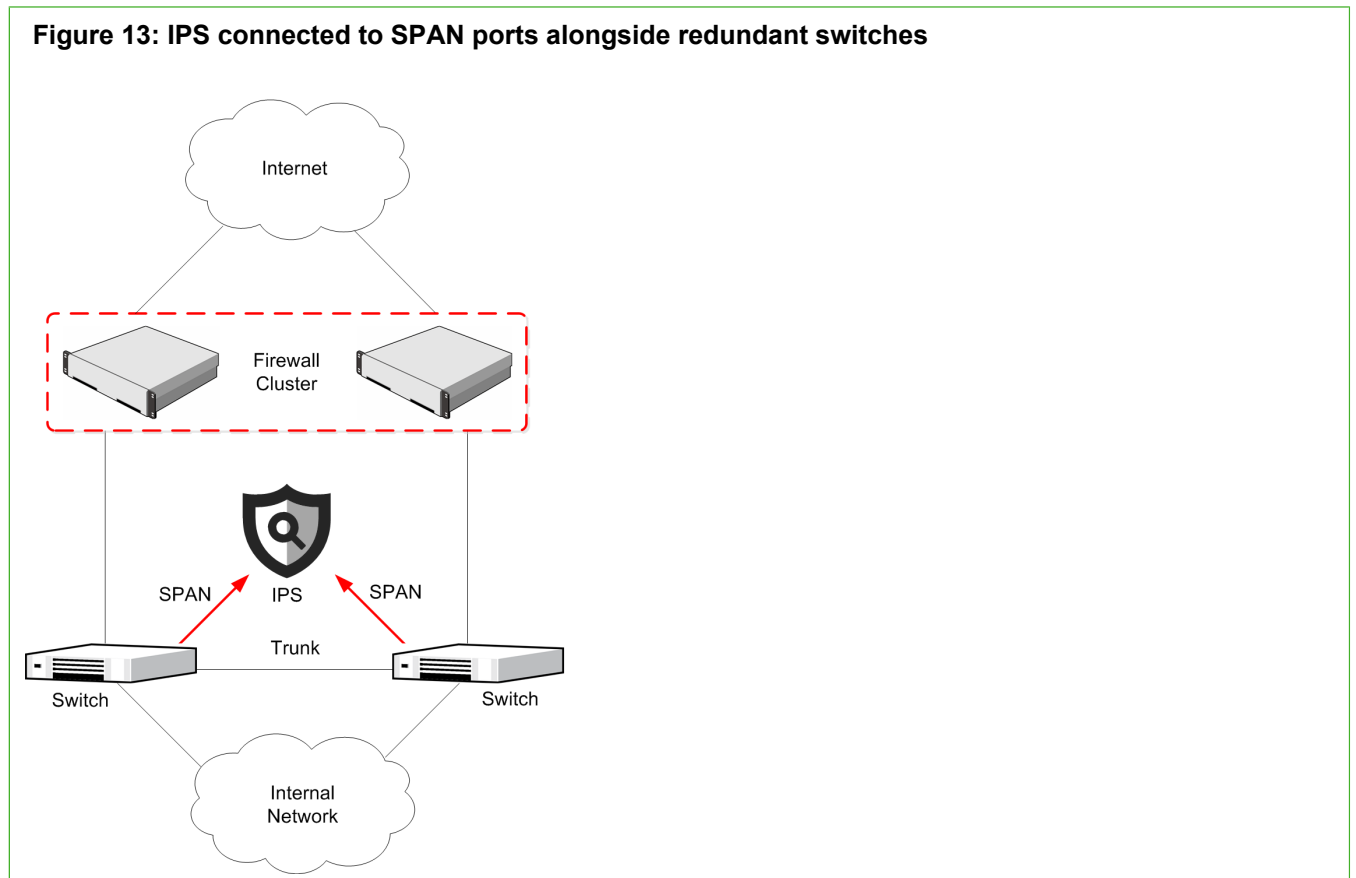 Figure 13: IPS connected to SPAN ports alongside redundant switches
Internet
Firewall
Cluster
SPAN
IPS
SPAN
Trunk
Switch
Switch
Internal
Network